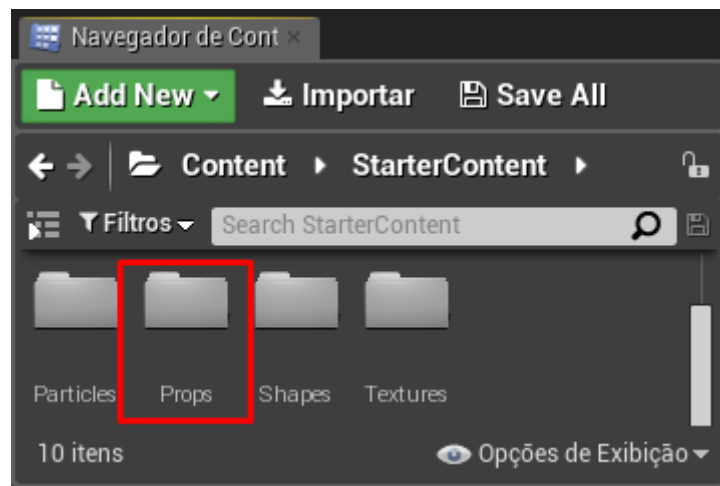 Navegador de Cont
Add New Importar Save All
Content StarterContent
Filtros Search StarterContent
Particles Props Shapes Textures
10 itens Opções de Exibição